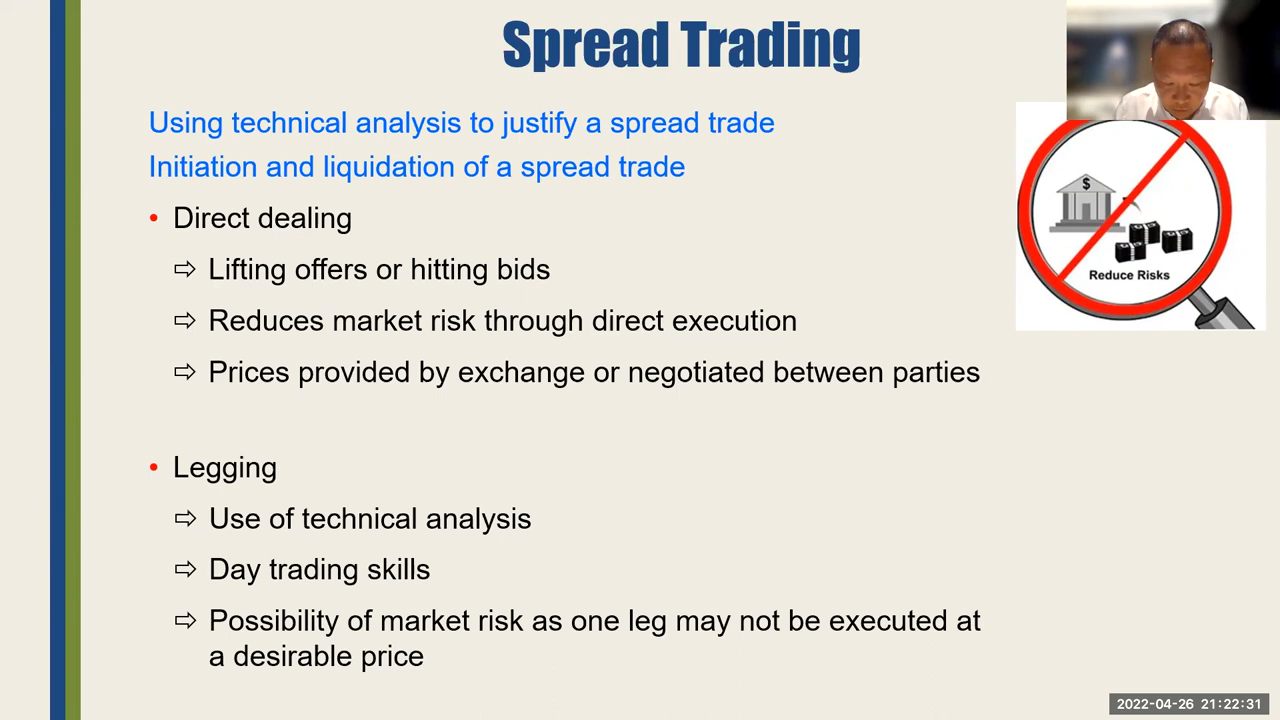 Spread Trading
Using technical analysis to justify a spread trade
Initiation and liquidation of a spread trade
• Direct dealing
⇨ Lifting offers or hitting bids
⇨ Reduces market risk through direct execution
⇨ Prices provided by exchange or negotiated between parties
• Legging
⇨ Use of technical analysis
⇨ Day trading skills
⇨ Possibility of market risk as one leg may not be executed at
a desirable price
$
Reduce Risks
2022-04-26 21:22:31